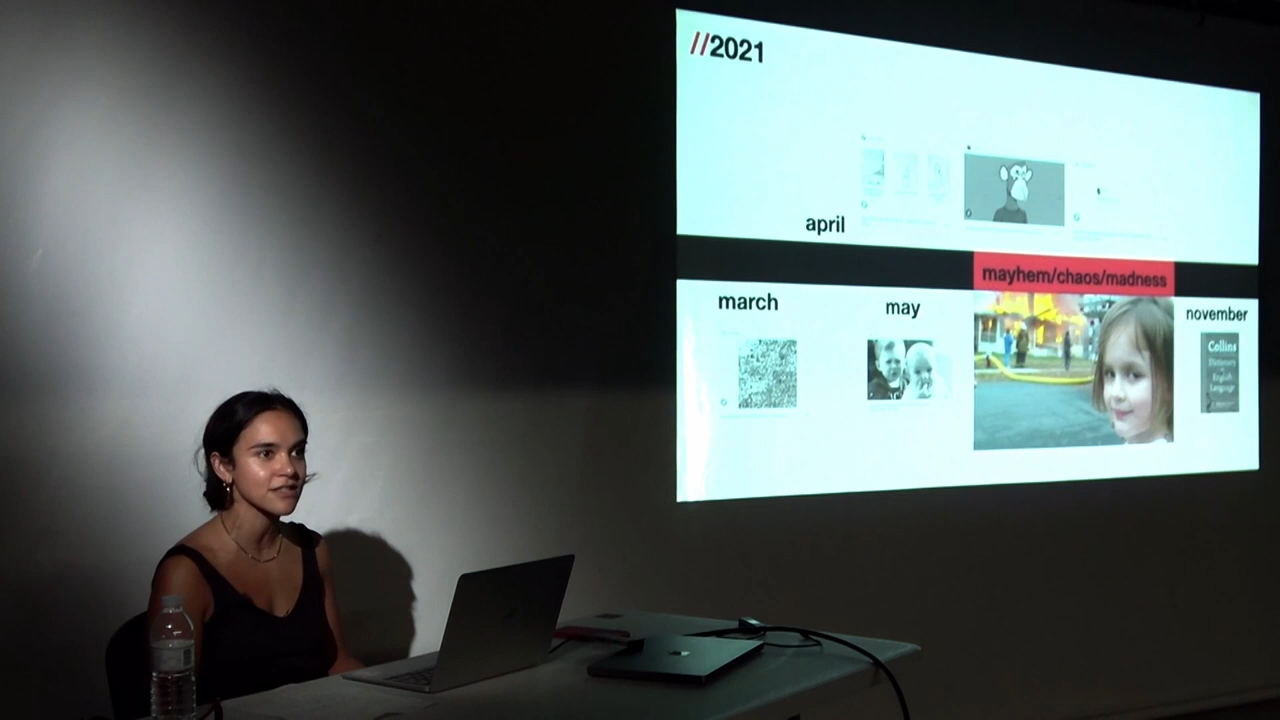 //2021
april
mayhem/chaos/madness
march
may
november
Collins
Dictionary
English
Language